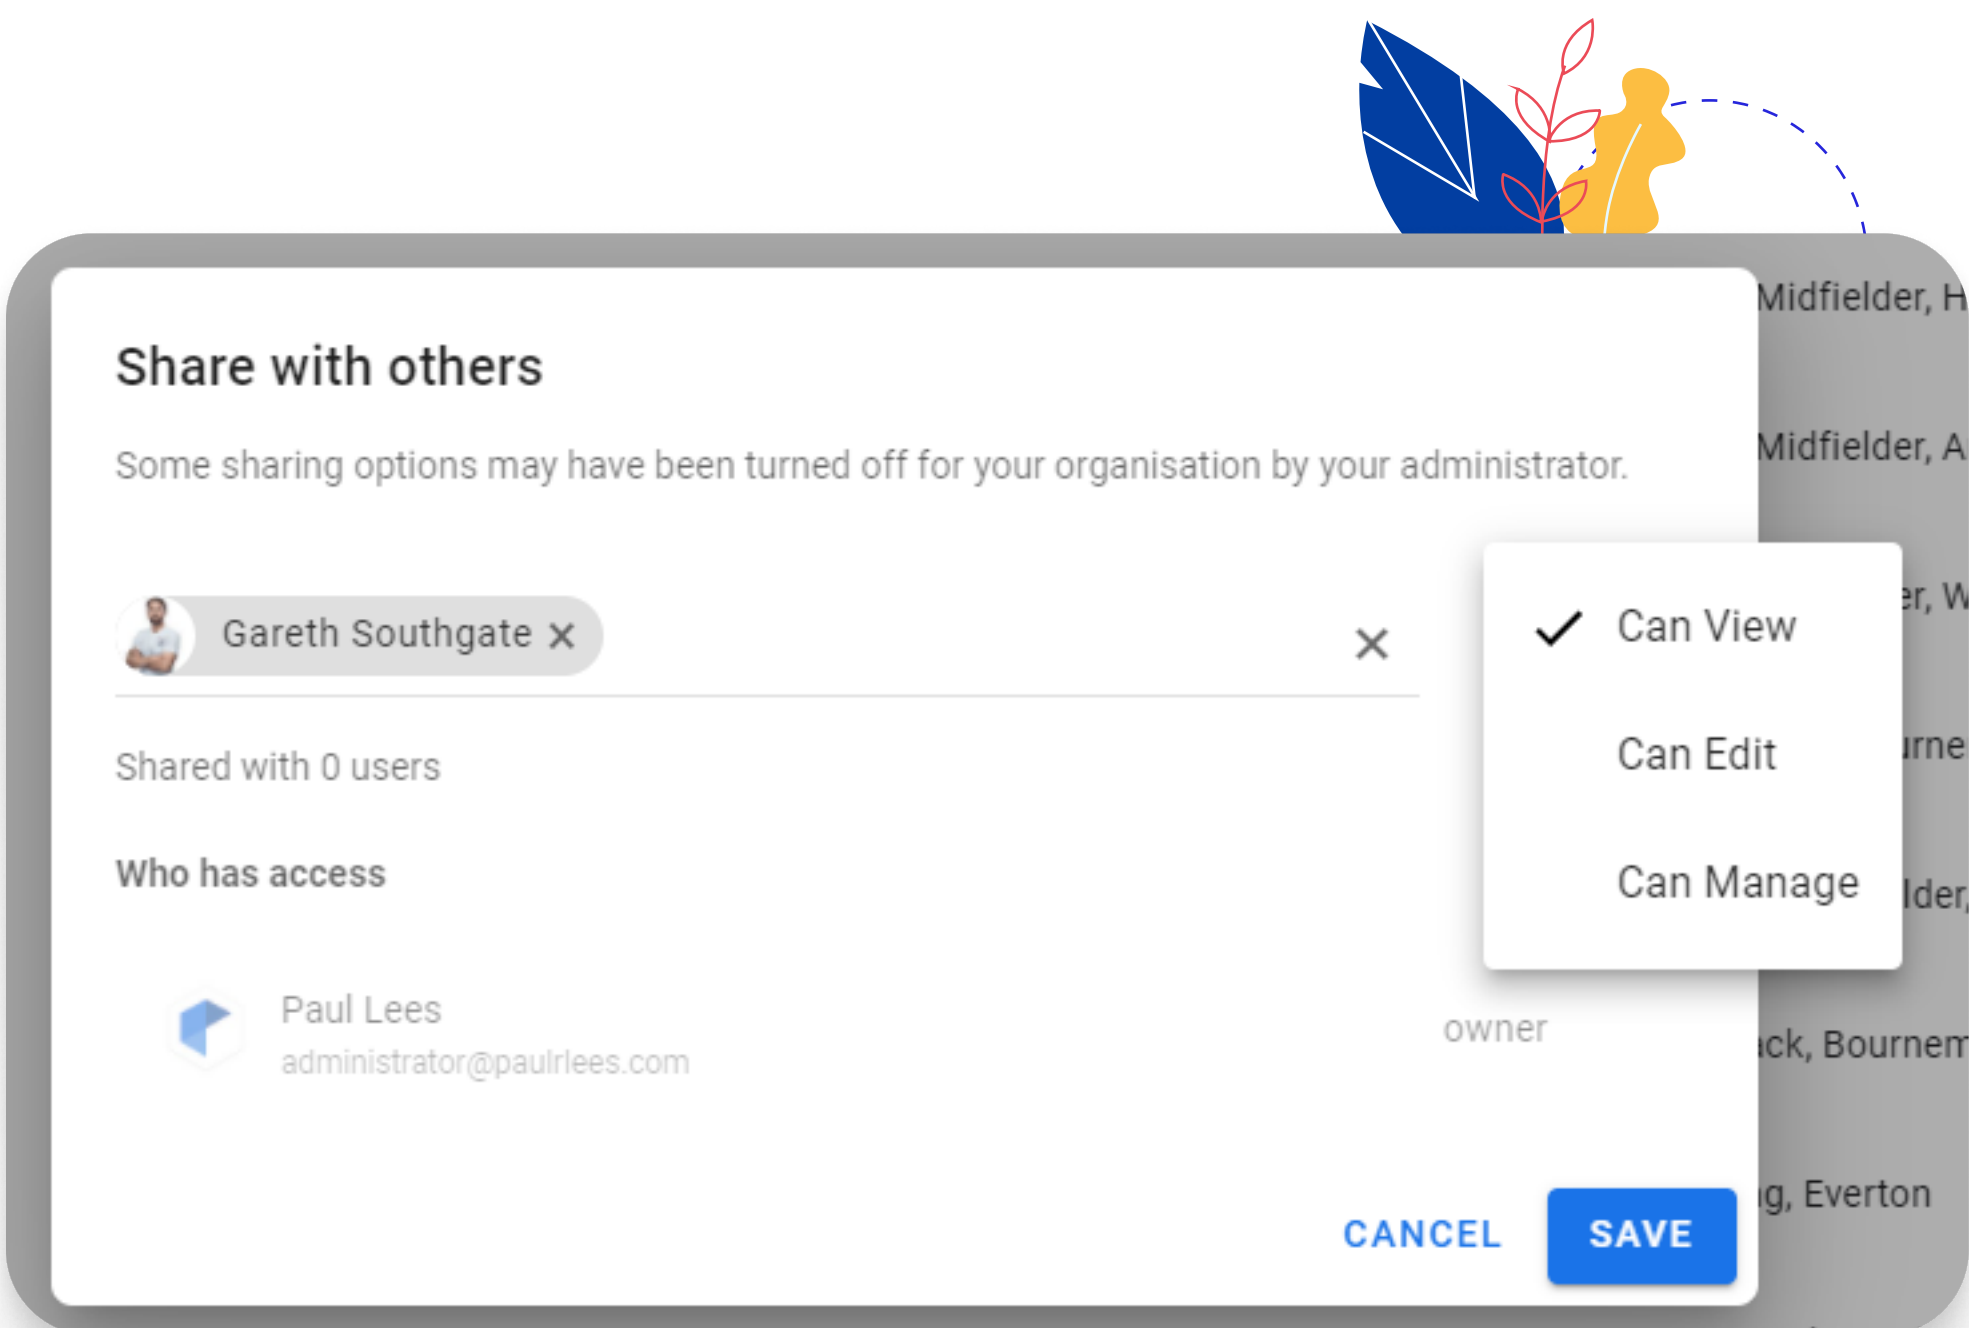 Midfielder, H
Share with others
Midfielder, A
Some sharing options may have been turned off for your organisation by your administrator.
er, W
Can View
Gareth Southgate
Can Edit
Shared with 0 users
Can Manage
Who has access
lder,
Paul Lees
owner
ack, Bournem
administrator@paulrlees.com
ng, Everton
CANCEL
SAVE